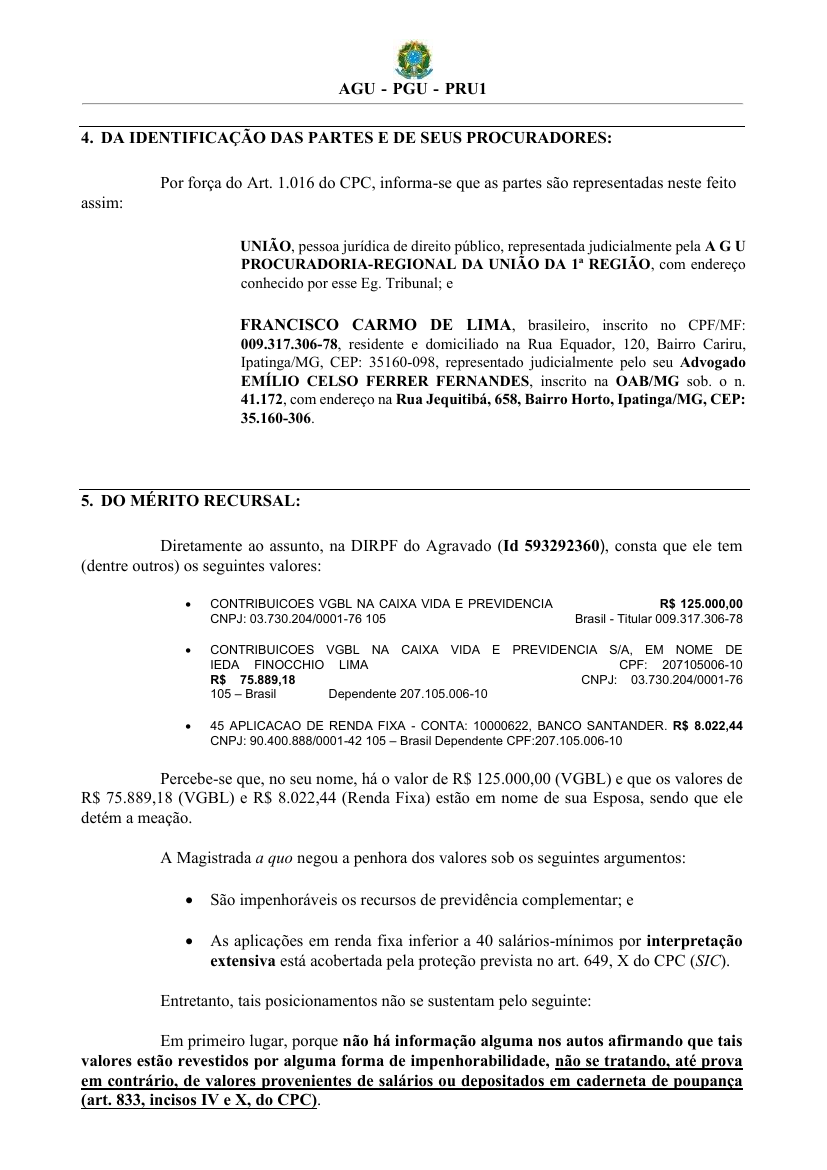 AGU - PGU - PRU1
4. DA IDENTIFICAÇÃO DAS PARTES E DE SEUS PROCURADORES:
Por força do Art. 1.016 do CPC, informa-se que as partes são representadas neste feito
assim:
UNIÃO, pessoa jurídica de direito público, representada judicialmente pela A G U
PROCURADORIA-REGIONAL DA UNIÃO DA 1ª REGIÃO, com endereço
conhecido por esse Eg. Tribunal; e
FRANCISCO CARMO DE LIMA, brasileiro, inscrito no CPF/MF:
009.317.306-78, residente e domiciliado na Rua Equador, 120, Bairro Cariru,
Ipatinga/MG, CEP: 35160-098, representado judicialmente pelo seu Advogado
EMÍLIO CELSO FERRER FERNANDES, inscrito na OAB/MG sob. o n.
41.172, com endereço na Rua Jequitibá, 658, Bairro Horto, Ipatinga/MG, CEP:
35.160-306.
5. DO MÉRITO RECURSAL:
Diretamente ao assunto, na DIRPF do Agravado (Id 593292360), consta que ele tem
(dentre outros) os seguintes valores:
• CONTRIBUICOES VGBL NA CAIXA VIDA E PREVIDENCIA R$ 125.000,00
CNPJ: 03.730.204/0001-76 105 Brasil - Titular 009.317.306-78
• CONTRIBUICOES VGBL NA CAIXA VIDA E PREVIDENCIA S/A, EM NOME DE
IEDA FINOCCHIO LIMA CPF: 207105006-10
R$ 75.889,18 CNPJ: 03.730.204/0001-76
105 – Brasil Dependente 207.105.006-10
• 45 APLICACAO DE RENDA FIXA - CONTA: 10000622, BANCO SANTANDER. R$ 8.022,44
CNPJ: 90.400.888/0001-42 105 – Brasil Dependente CPF:207.105.006-10
Percebe-se que, no seu nome, há o valor de R$ 125.000,00 (VGBL) e que os valores de
R$ 75.889,18 (VGBL) e R$ 8.022,44 (Renda Fixa) estão em nome de sua Esposa, sendo que ele
detém a meação.
A Magistrada a quo negou a penhora dos valores sob os seguintes argumentos:
• São impenhoráveis os recursos de previdência complementar; e
• As aplicações em renda fixa inferior a 40 salários-mínimos por interpretação
extensiva está acobertada pela proteção prevista no art. 649, X do CPC (SIC).
Entretanto, tais posicionamentos não se sustentam pelo seguinte:
Em primeiro lugar, porque não há informação alguma nos autos afirmando que tais
valores estão revestidos por alguma forma de impenhorabilidade, não se tratando, até prova
em contrário, de valores provenientes de salários ou depositados em caderneta de poupança
(art. 833, incisos IV e X, do CPC).